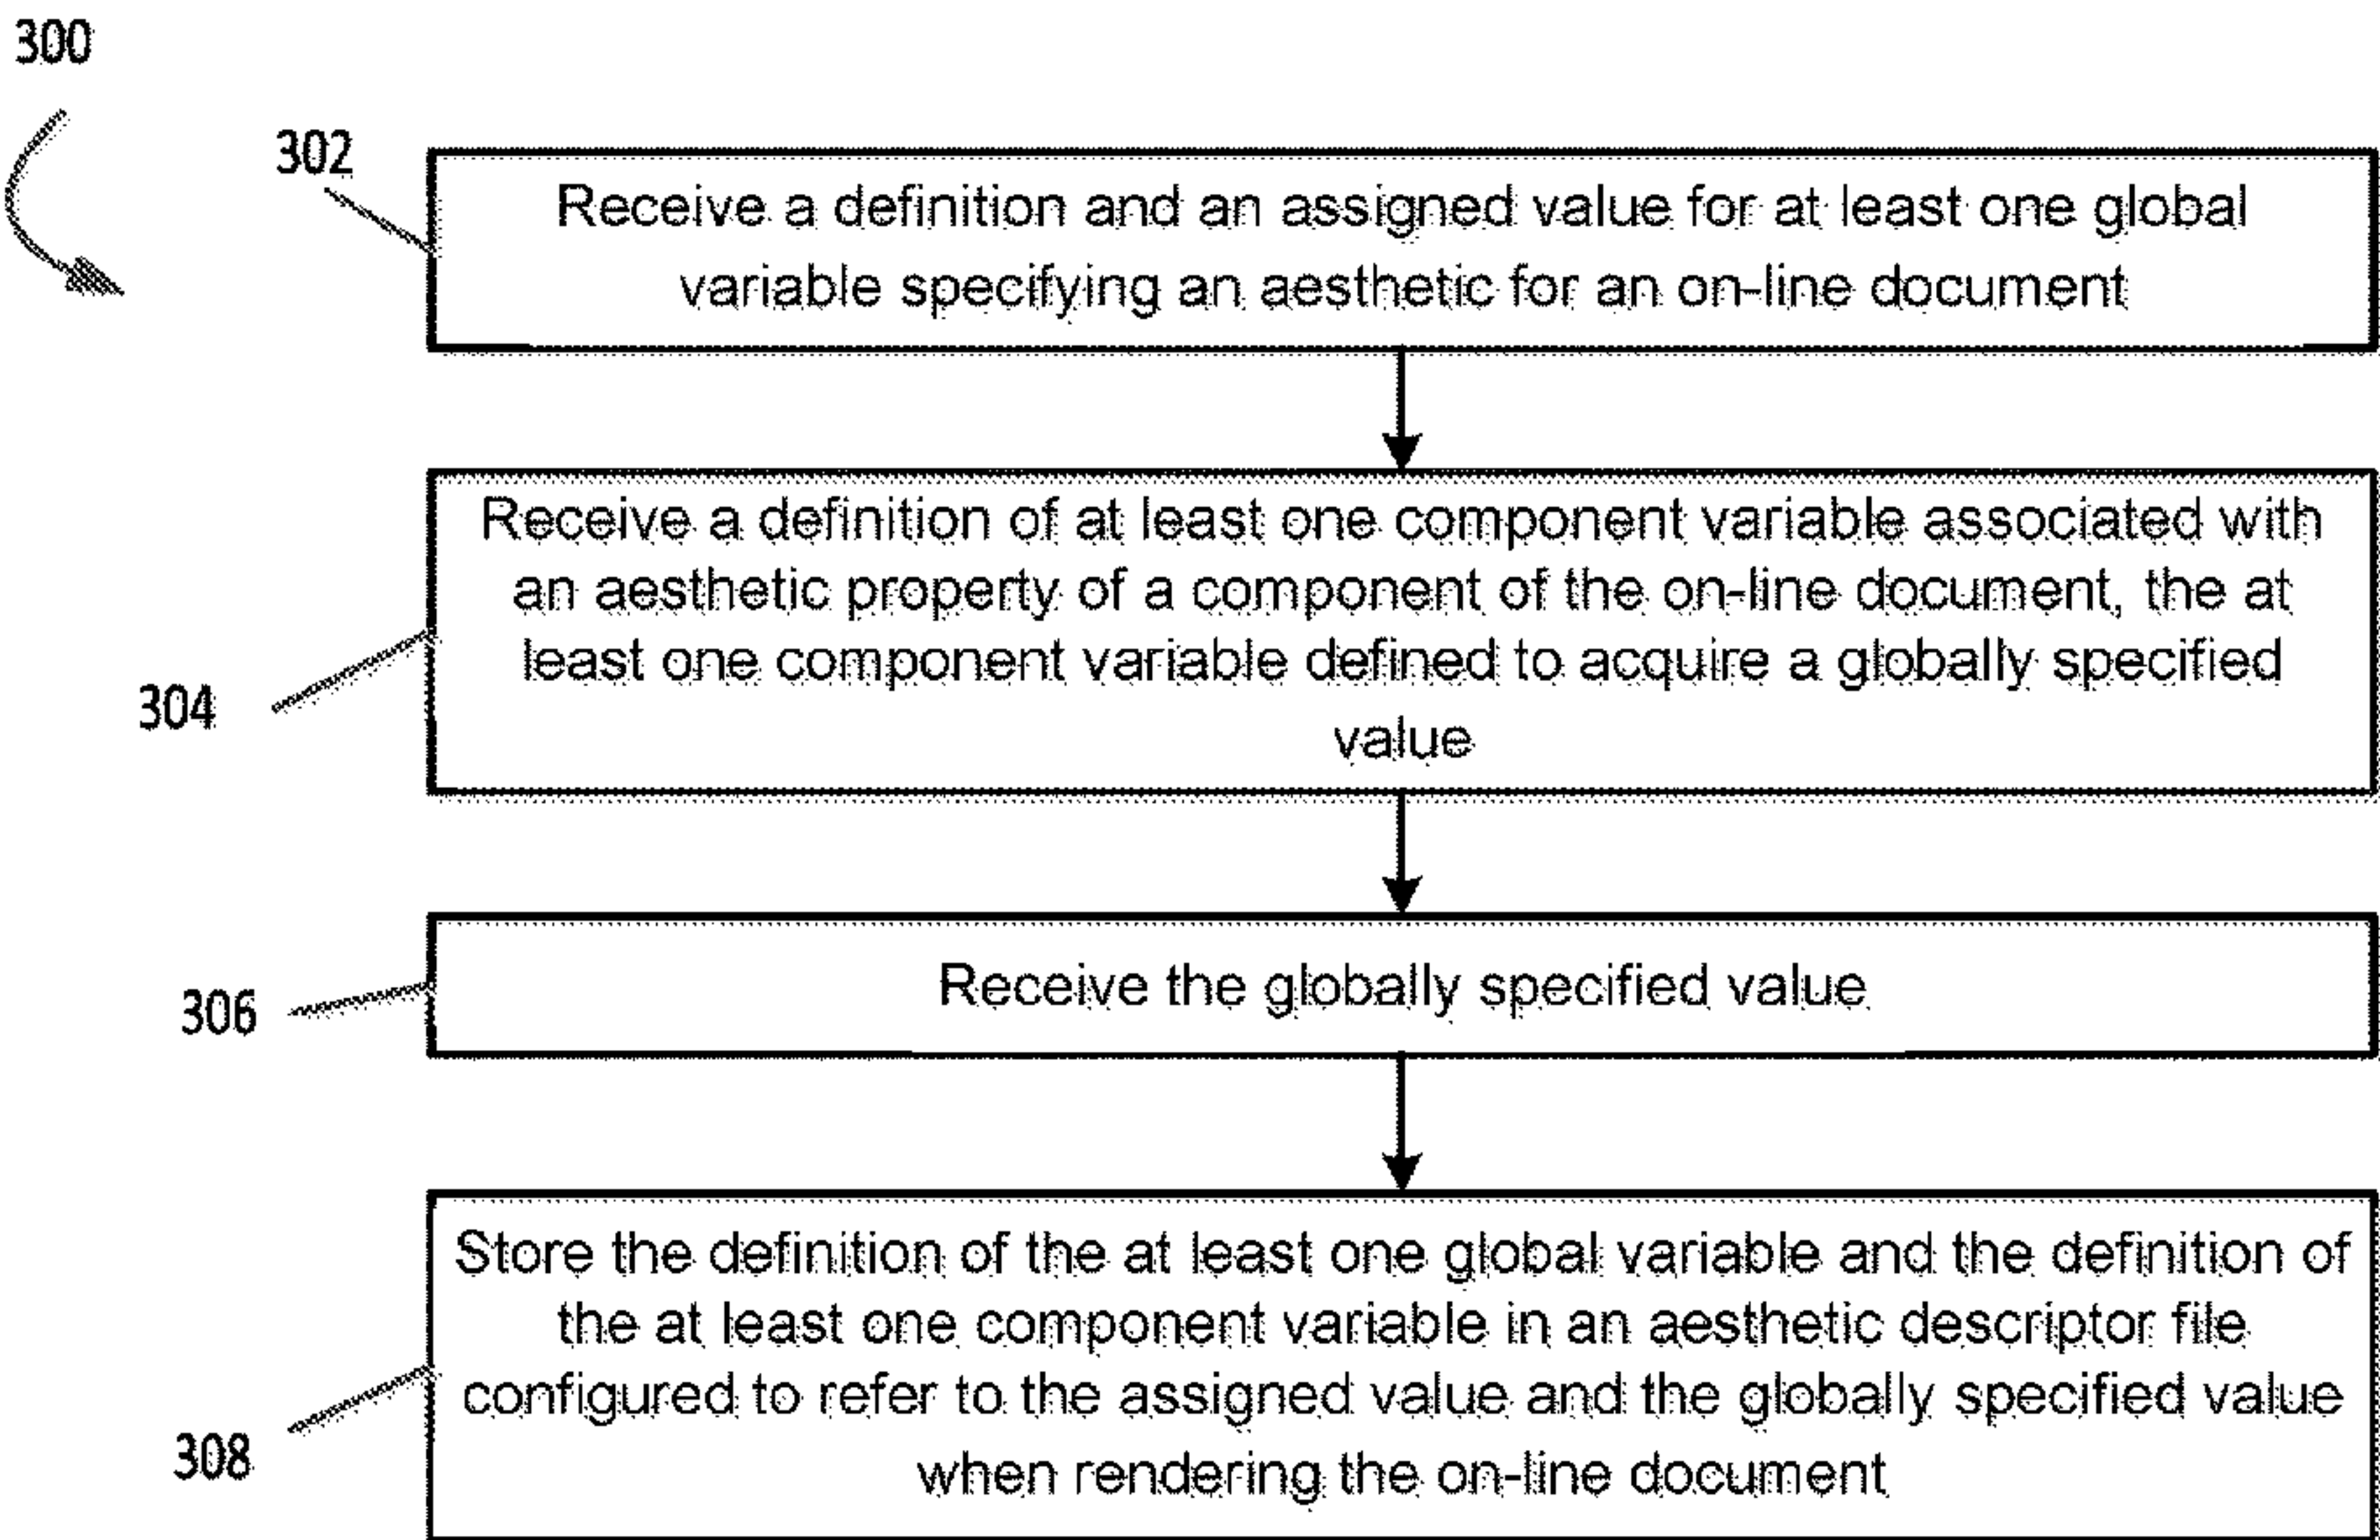 300
302
Receive a definition and an assigned value for at least one global
variable specifying an aesthetic for an on-line document
Receive a definition of at least one component variable associated with
an aesthetic property of a component of the on-line document, the at
least one component variable defined to acquire a globally specified
value
304
Receive the globally specified value
306
Store the definition of the at least one global variable and the definition of
the at least one component variable in an aesthetic descriptor file
configured to refer to the assigned value and the globally specified value
when rendering the on-line document
308